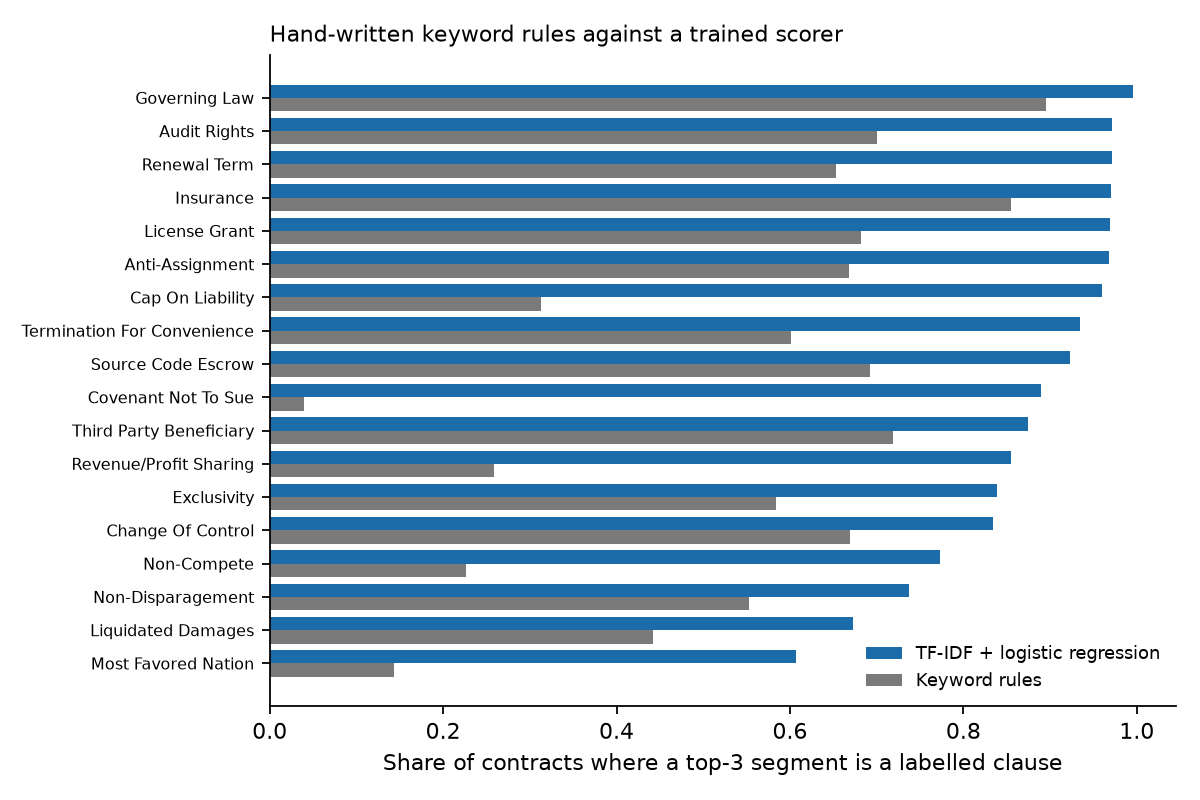 Hand-written keyword rules against a trained scorer
Governing Law
Audit Rights
Renewal Term
Insurance
License Grant
Anti-Assignment
Cap On Liability
Termination For Convenience
Source Code Escrow
Covenant Not To Sue
Third Party Beneficiary
Revenue/Profit Sharing
Exclusivity
Change Of Control
Non-Compete
Non-Disparagement
Liquidated Damages
Most Favored Nation
TF-IDF + logistic regression
Keyword rules
0.0 0.2 0.4 0.6 0.8 1.0
Share of contracts where a top-3 segment is a labelled clause